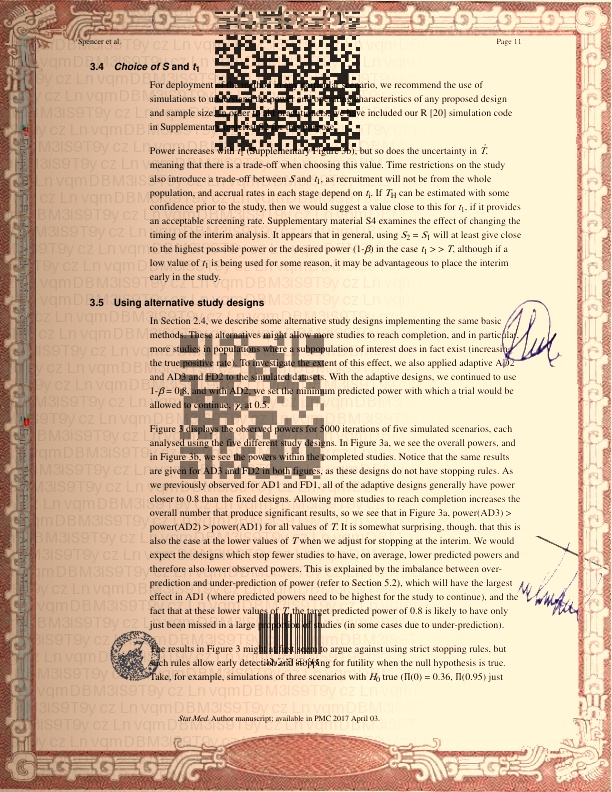 Spencer et al. Page 11
3.4 Choice of S and t1
For deployment scenario, we recommend the use of
simulations to characteristics of any proposed design
and sample size included our R [20] simulation code
in Supplementary
Power increases with t1 (Supplementary Figure 3b), but so does the uncertainty in T̂,
meaning that there is a trade-off when choosing this value. Time restrictions on the study
also introduce a trade-off between S and t1, as recruitment will not be from the whole
population, and accrual rates in each stage depend on t1. If TH can be estimated with some
confidence prior to the study, then we would suggest a value close to this for t1, if it provides
an acceptable screening rate. Supplementary material S4 examines the effect of changing the
timing of the interim analysis. It appears that in general, using S2 = S1 will at least give close
to the highest possible power or the desired power (1-β) in the case t1 >> T, although if a
low value of t1 is being used for some reason, it may be advantageous to place the interim
early in the study.
3.5 Using alternative study designs
In Section 2.4, we describe some alternative study designs implementing the same basic
methods. These alternatives might allow more studies to reach completion, and in particular,
more studies in populations where a subpopulation of interest does in fact exist (increasing
the true positive rate). To investigate the extent of this effect, we also applied adaptive AD2
and AD3 and FD2 to the simulated datasets. With the adaptive designs, we continued to use
1-β = 0.8, and with AD2, we set the minimum predicted power with which a trial would be
allowed to continue, γ, at 0.5.
Figure 3 displays the observed powers for 5000 iterations of five simulated scenarios, each
analysed using the five different study designs. In Figure 3a, we see the overall powers, and
in Figure 3b, we see the powers within the completed studies. Notice that the same results
are given for AD3 and FD2 in both figures, as these designs do not have stopping rules. As
we previously observed for AD1 and FD1, all of the adaptive designs generally have power
closer to 0.8 than the fixed designs. Allowing more studies to reach completion increases the
overall number that produce significant results, so we see that in Figure 3a, power(AD3) >
power(AD2) > power(AD1) for all values of T. It is somewhat surprising, though, that this is
also the case at the lower values of T when we adjust for stopping at the interim. We would
expect the designs which stop fewer studies to have, on average, lower predicted powers and
therefore also lower observed powers. This is explained by the imbalance between over-
prediction and under-prediction of power (refer to Section 5.2), which will have the largest
effect in AD1 (where predicted powers need to be highest for the study to continue), and the
fact that at these lower values of T, the target predicted power of 0.8 is likely to have only
just been missed in a large proportion of studies (in some cases due to under-prediction).
The results in Figure 3 might at first seem to argue against using strict stopping rules, but
such rules allow early detection and stopping for futility when the null hypothesis is true.
Take, for example, simulations of three scenarios with H0 true (Π(0) = 0.36, Π(0.95) just
Stat Med. Author manuscript; available in PMC 2017 April 03.